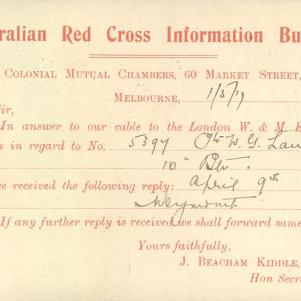 ralian Red Cross Information Bu
Colonial Mutual Chambers, 60 Market Street,
Melbourne, 1/5/17
ir,
In answer to our cable to the London W. & M. E
u in regard to No. 5397 Pte W. G. Lau
10th Btn.
e received the following reply: April 9th
Weymouth
If any further reply is received we shall forward same
Yours faithfully,
J. BEACHAM KIDDLE,
Hon Secr